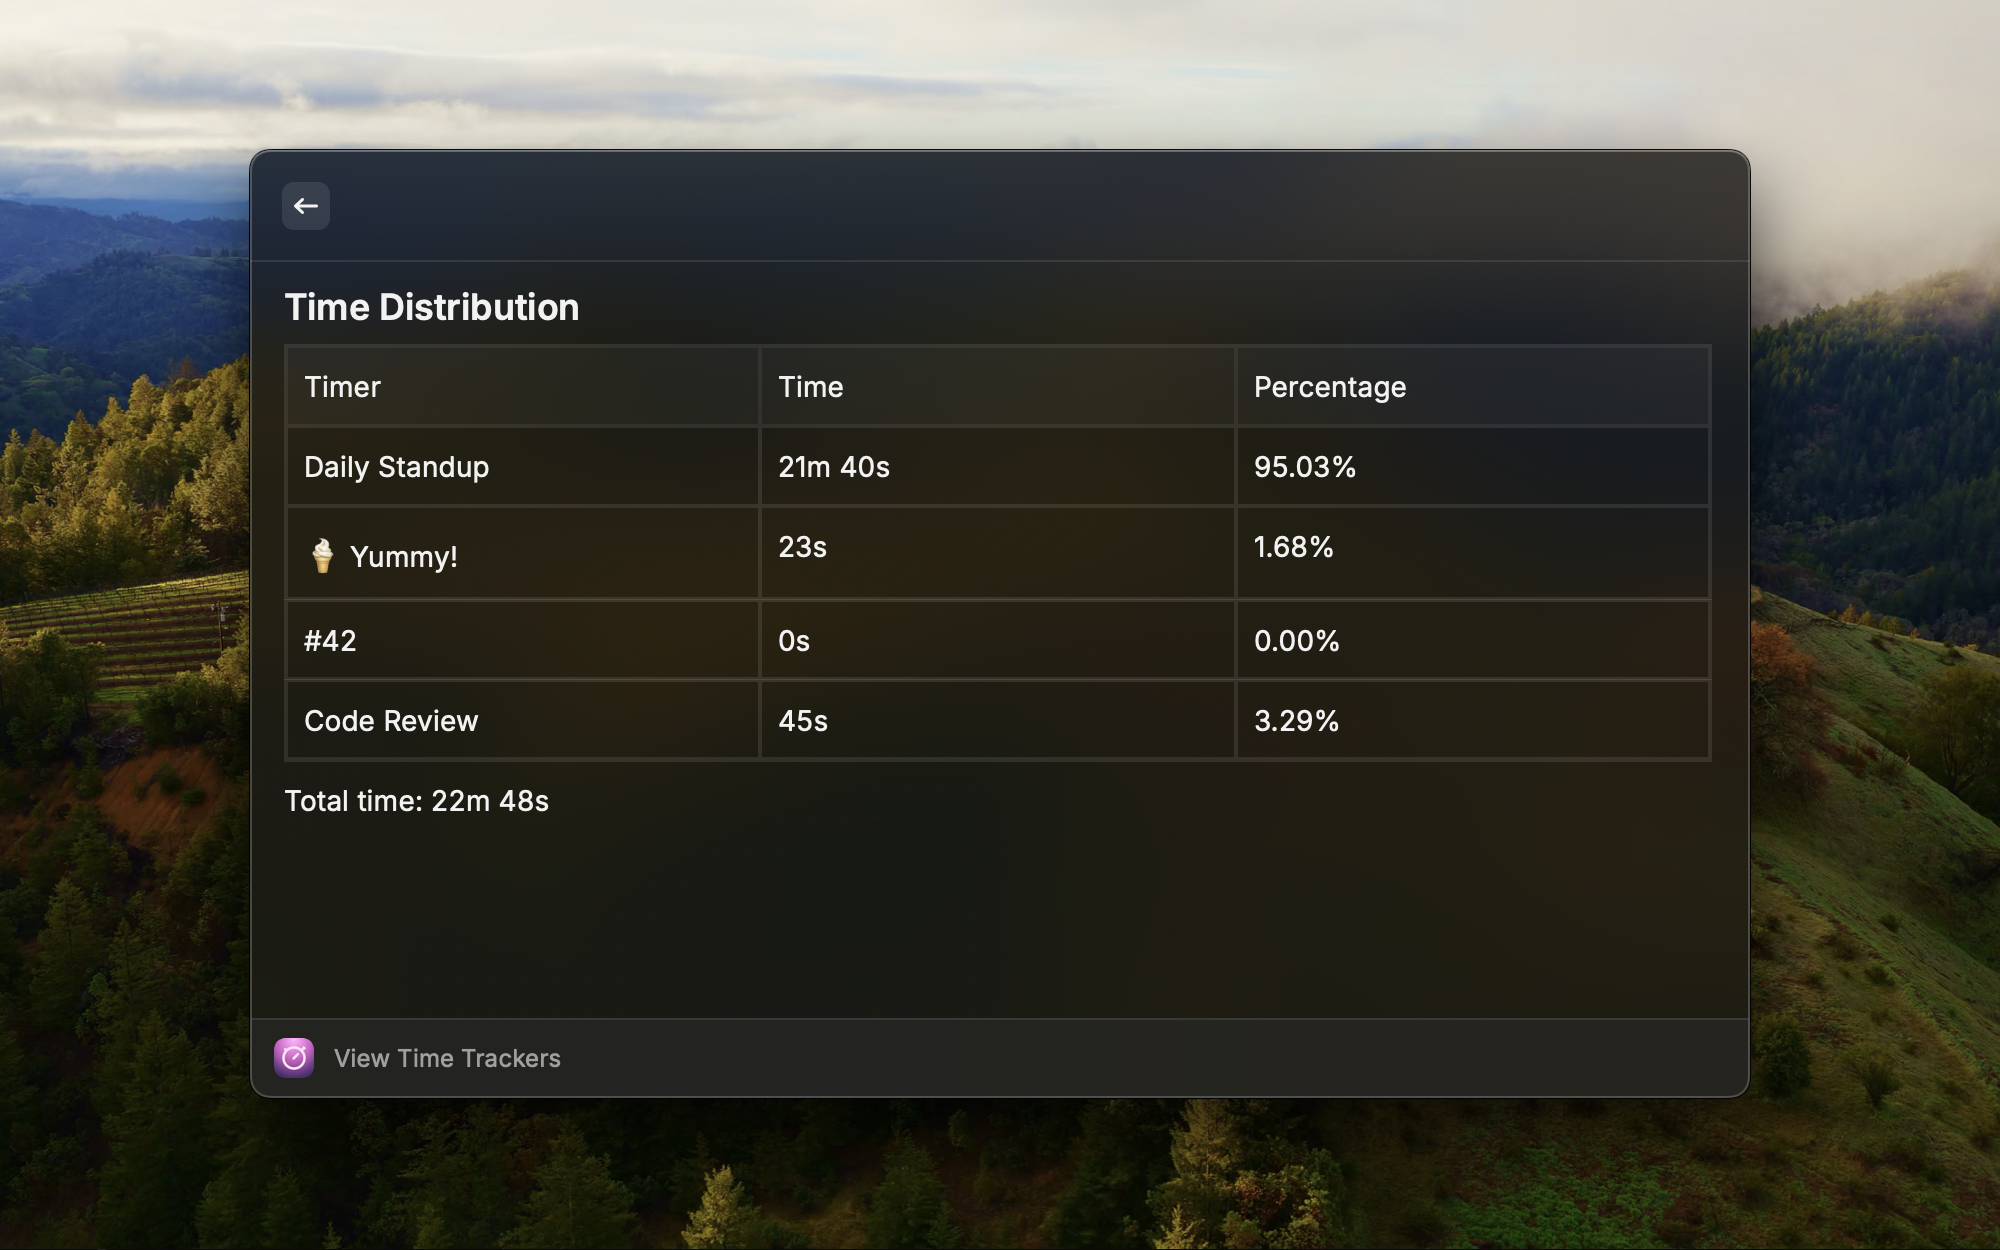 Time Distribution
Timer Time Percentage
Daily Standup 21m 40s 95.03%
🍦 Yummy! 23s 1.68%
#42 0s 0.00%
Code Review 45s 3.29%
Total time: 22m 48s
View Time Trackers